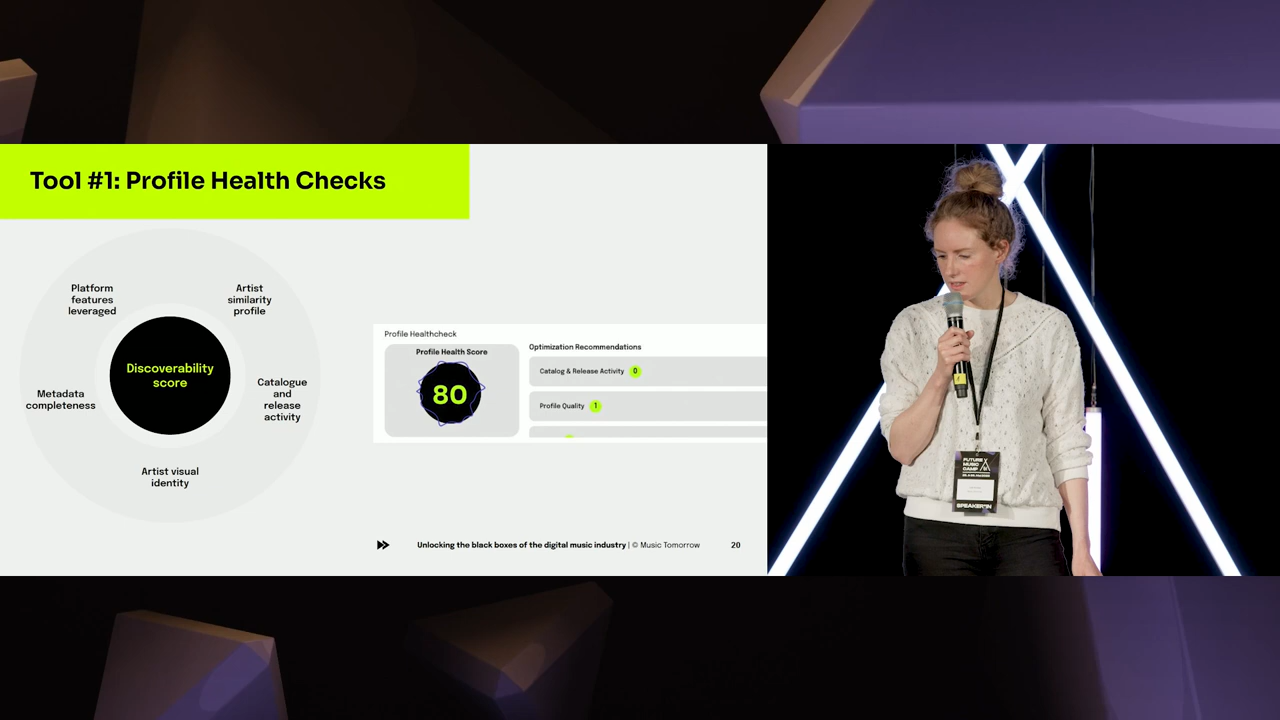 Tool #1: Profile Health Checks
Platform
features
leveraged
Artist
similarity
profile
Discoverability
score
Metadata
completeness
Catalogue
and
release
activity
Artist visual
identity
Profile Healthcheck
Profile Health Score
80
Optimization Recommendations
Catalog & Release Activity 0
Profile Quality 1
Unlocking the black boxes of the digital music industry | © Music Tomorrow
20
FUTURE
MUSIC
CAMP
SPEAKER*IN